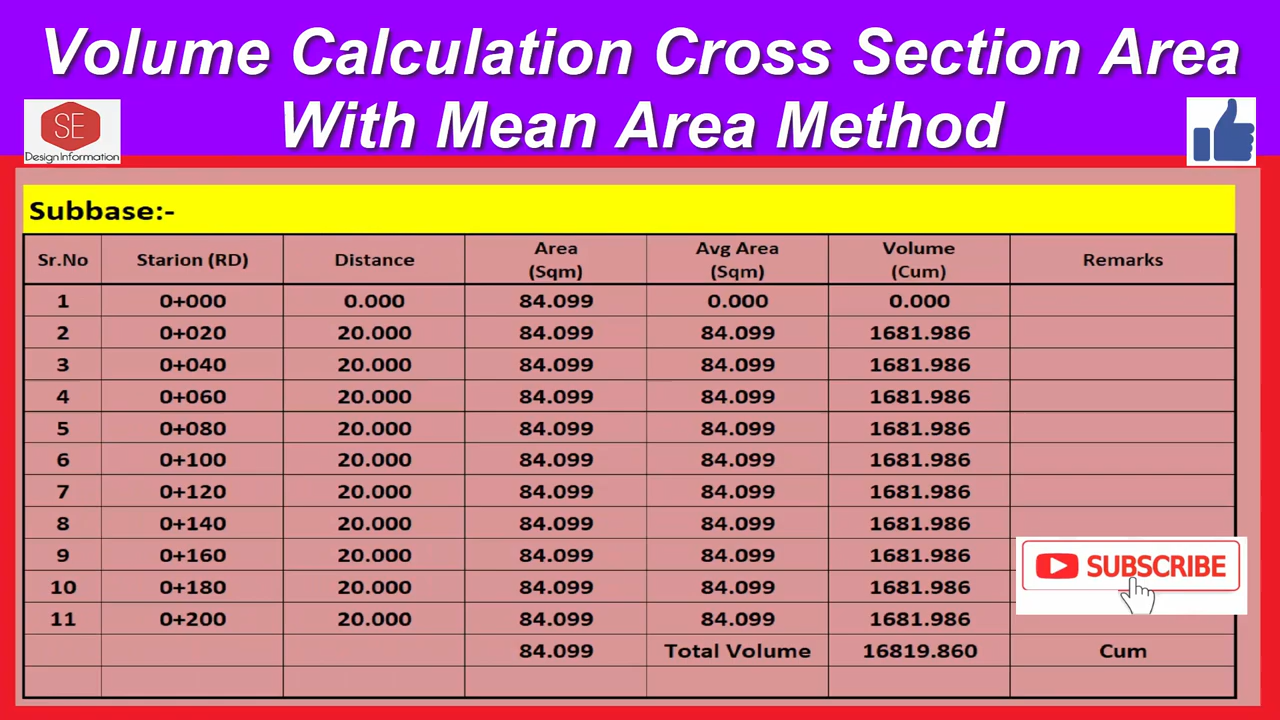 Volume Calculation Cross Section Area
With Mean Area Method
SE
Design Information
Subbase:-
Sr.No Starion (RD) Distance Area (Sqm) Avg Area (Sqm) Volume (Cum) Remarks
1 0+000 0.000 84.099 0.000 0.000
2 0+020 20.000 84.099 84.099 1681.986
3 0+040 20.000 84.099 84.099 1681.986
4 0+060 20.000 84.099 84.099 1681.986
5 0+080 20.000 84.099 84.099 1681.986
6 0+100 20.000 84.099 84.099 1681.986
7 0+120 20.000 84.099 84.099 1681.986
8 0+140 20.000 84.099 84.099 1681.986
9 0+160 20.000 84.099 84.099 1681.986
10 0+180 20.000 84.099 84.099 1681.986
11 0+200 20.000 84.099 84.099 1681.986
84.099 Total Volume 16819.860 Cum
SUBSCRIBE